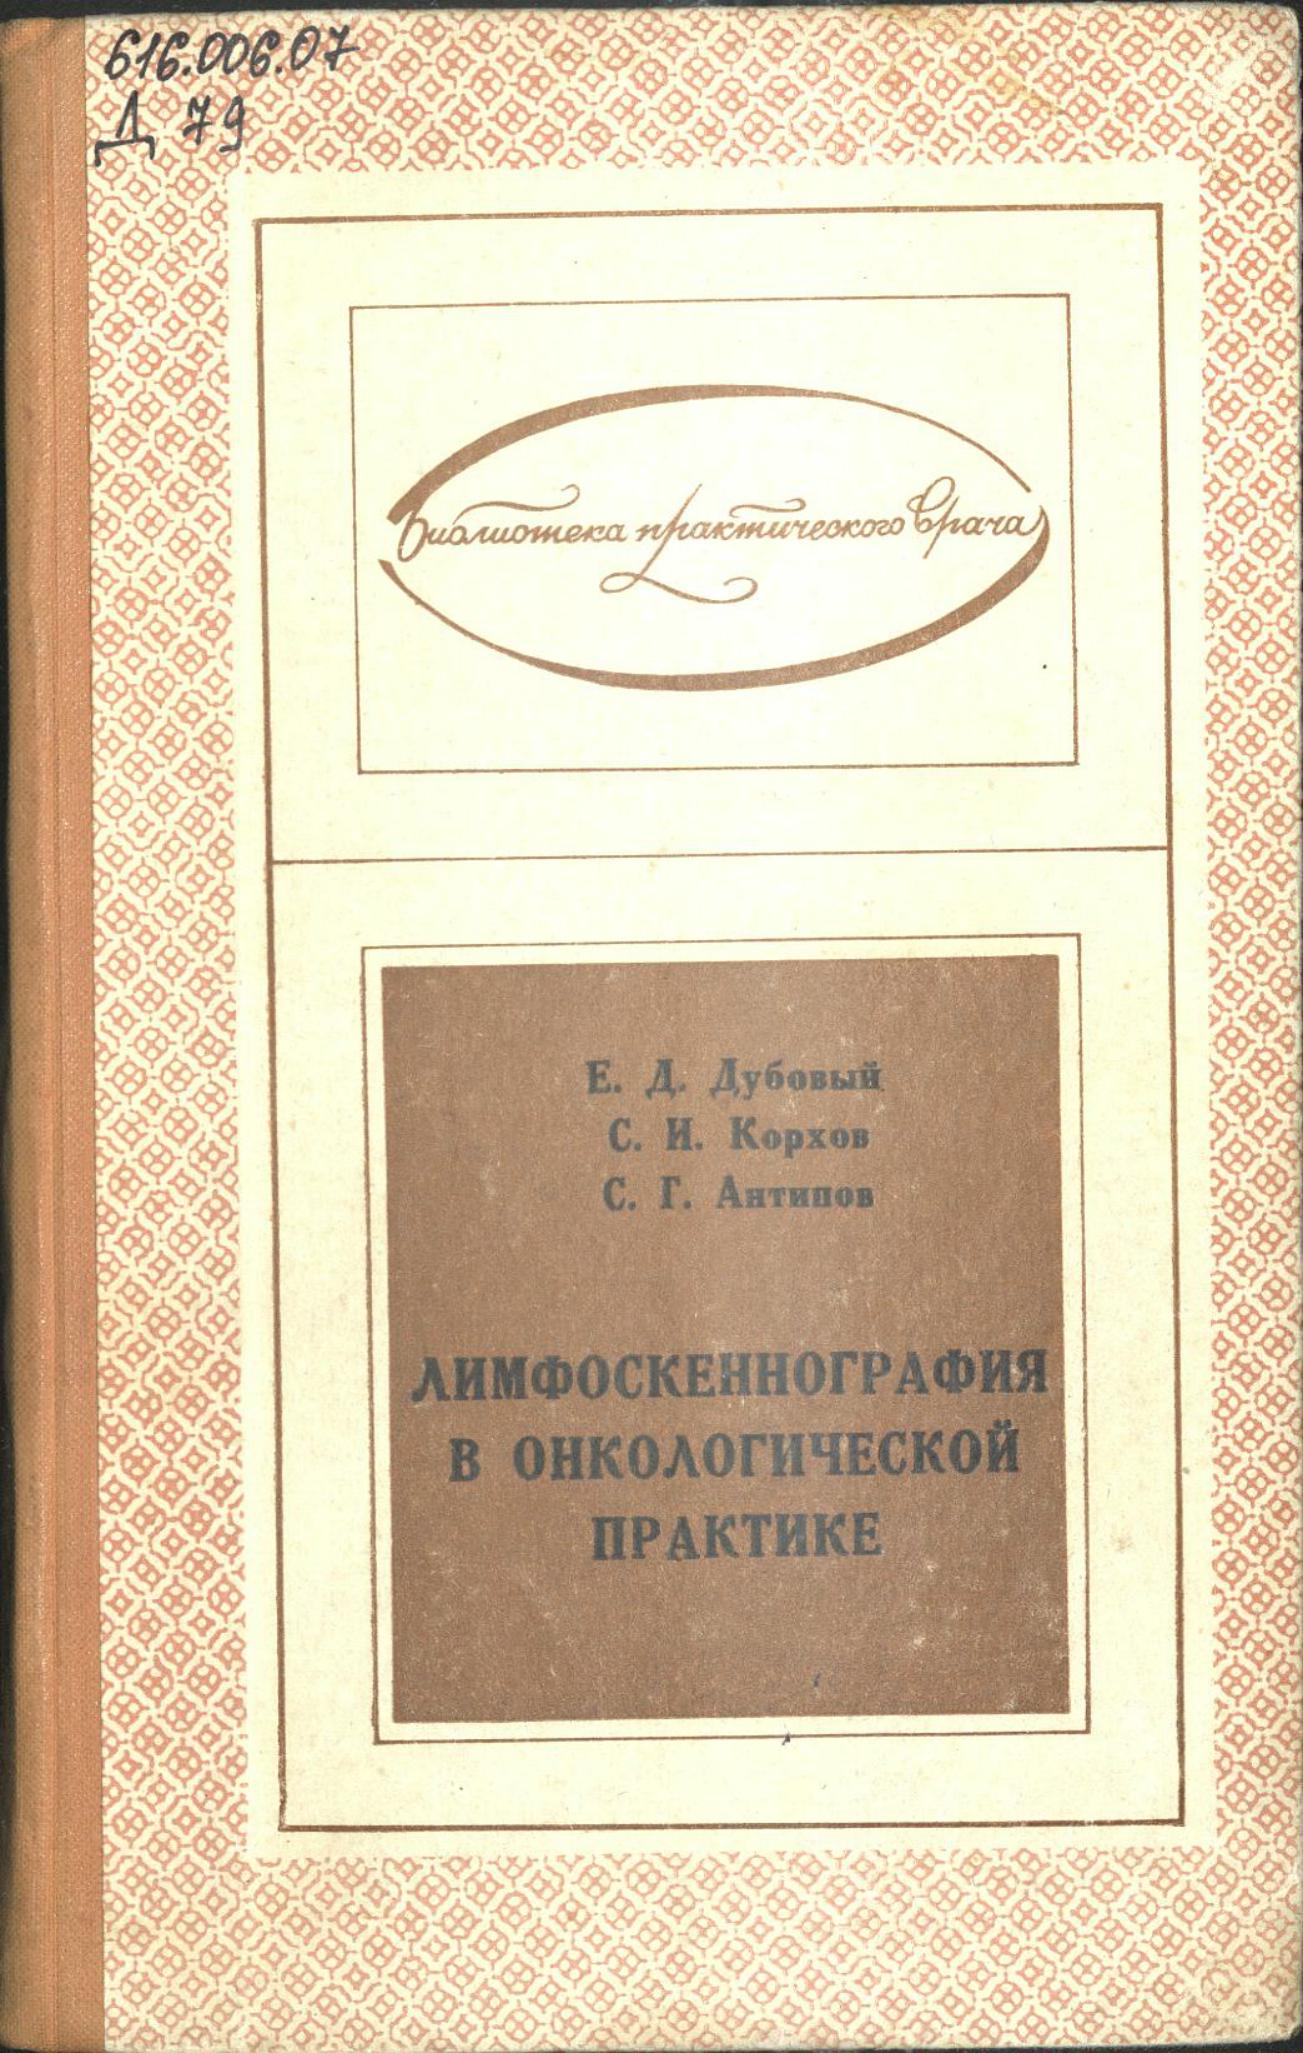 616.006.07
Д 79
Библиотека практического врача
Е. Д. Дубовый
С. И. Корхов
С. Г. Антипов
ЛИМФОСКЕННОГРАФИЯ
В ОНКОЛОГИЧЕСКОЙ
ПРАКТИКЕ